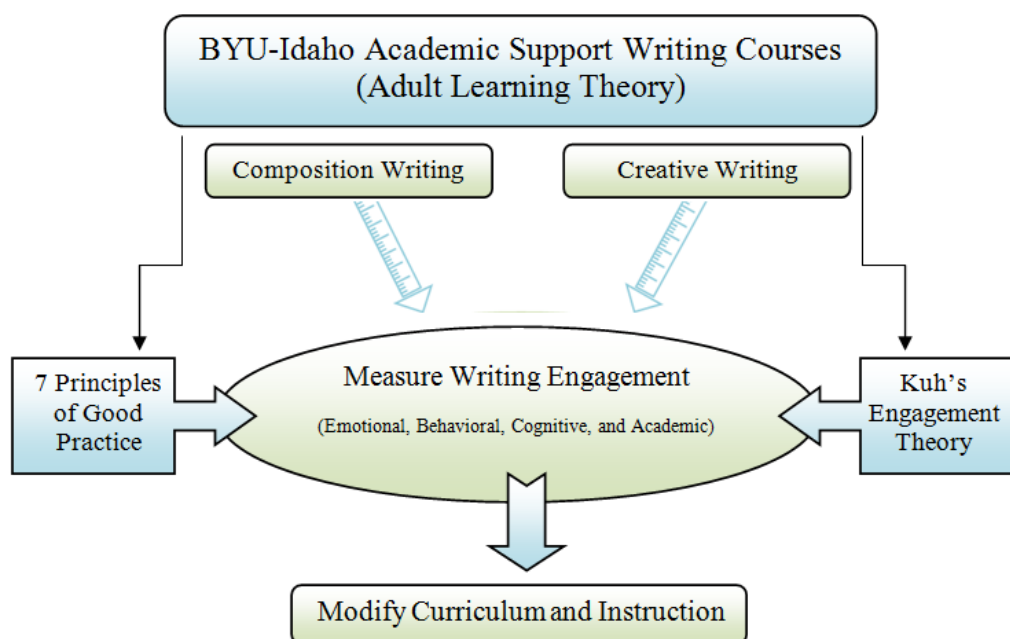 BYU-Idaho Academic Support Writing Courses
(Adult Learning Theory)
Composition Writing
Creative Writing
7 Principles
of Good
Practice
Measure Writing Engagement
(Emotional, Behavioral, Cognitive, and Academic)
Kuh's
Engagement
Theory
Modify Curriculum and Instruction